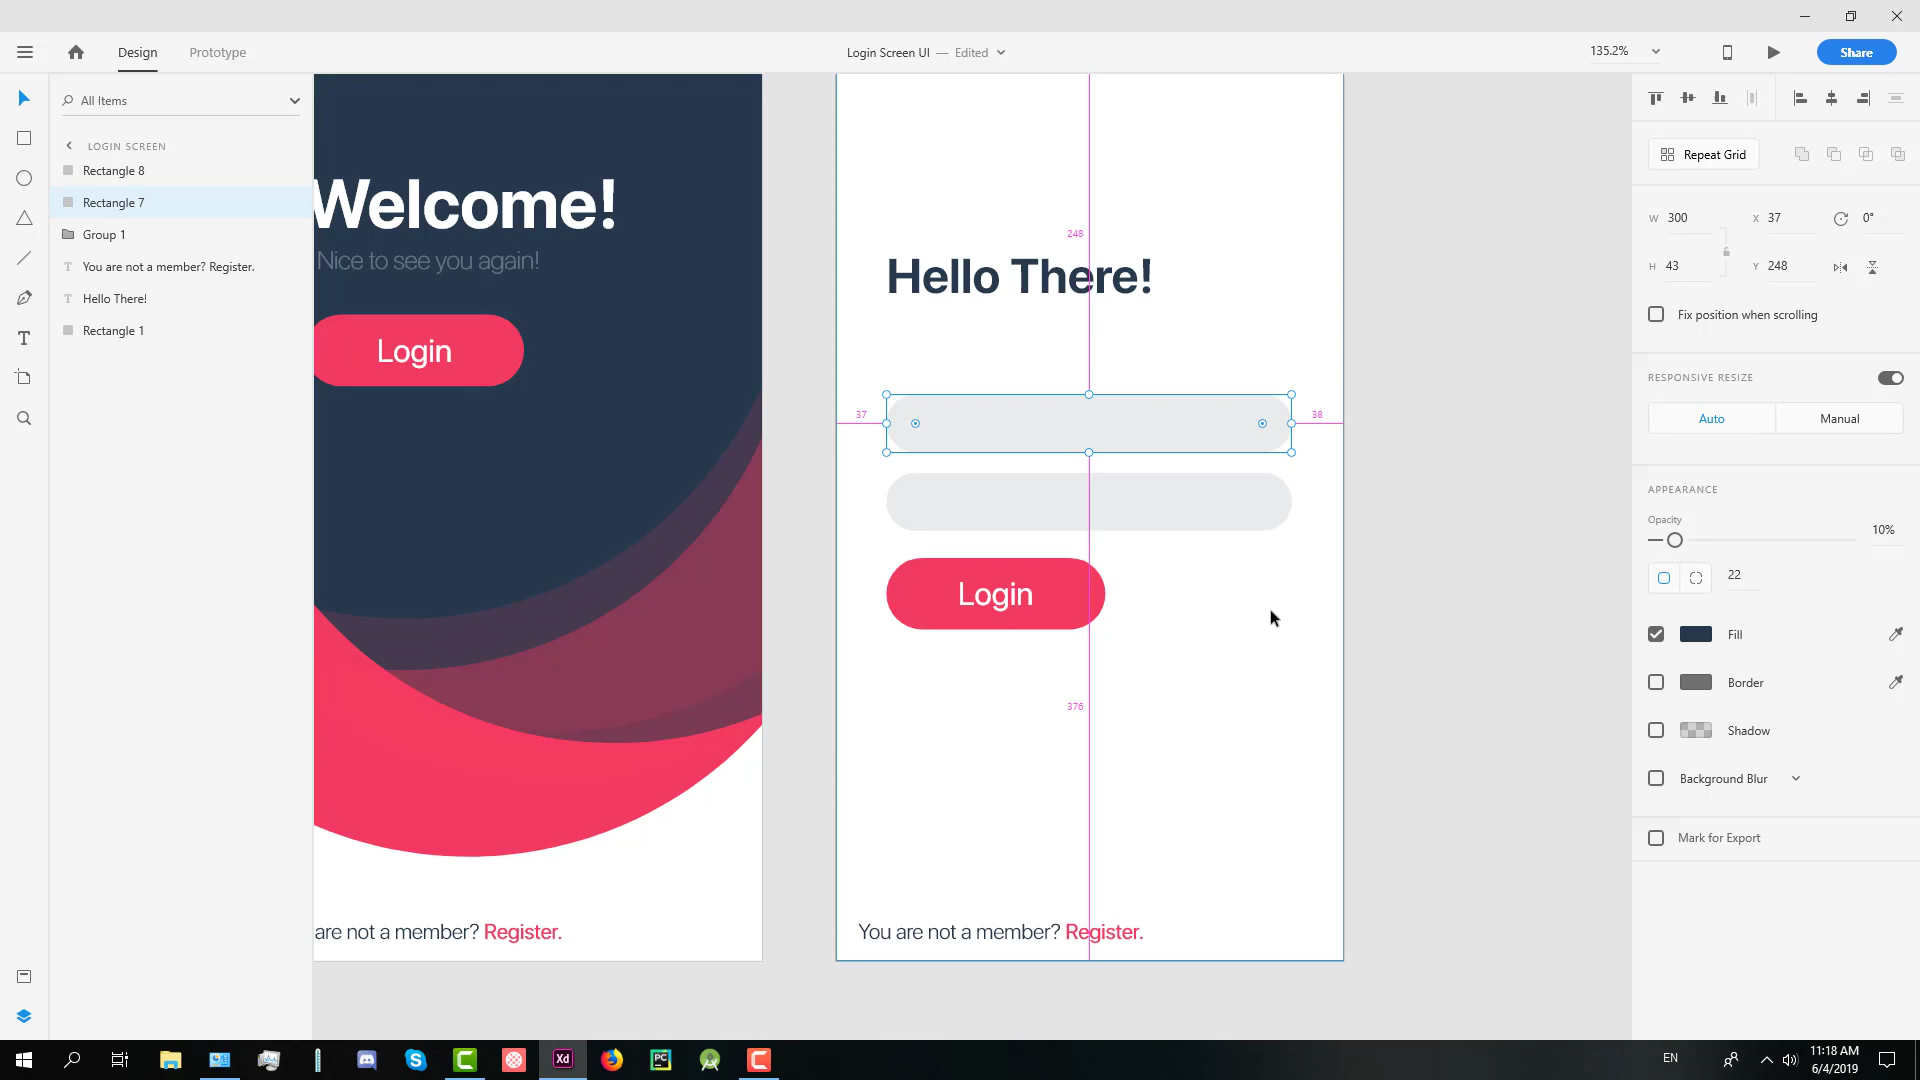 Design
Prototype
Login Screen UI — Edited
135.2%
Share
All Items
LOGIN SCREEN
Rectangle 8
Rectangle 7
Group 1
You are not a member? Register.
Hello There!
Rectangle 1
Welcome!
Nice to see you again!
Login
are not a member? Register.
248
Hello There!
37
38
Login
376
You are not a member? Register.
Repeat Grid
W 300
X 37
0°
H 43
Y 248
Fix position when scrolling
RESPONSIVE RESIZE
Auto
Manual
APPEARANCE
Opacity
10%
22
Fill
Border
Shadow
Background Blur
Mark for Export
Xd
PC
EN
11:18 AM
6/4/2019